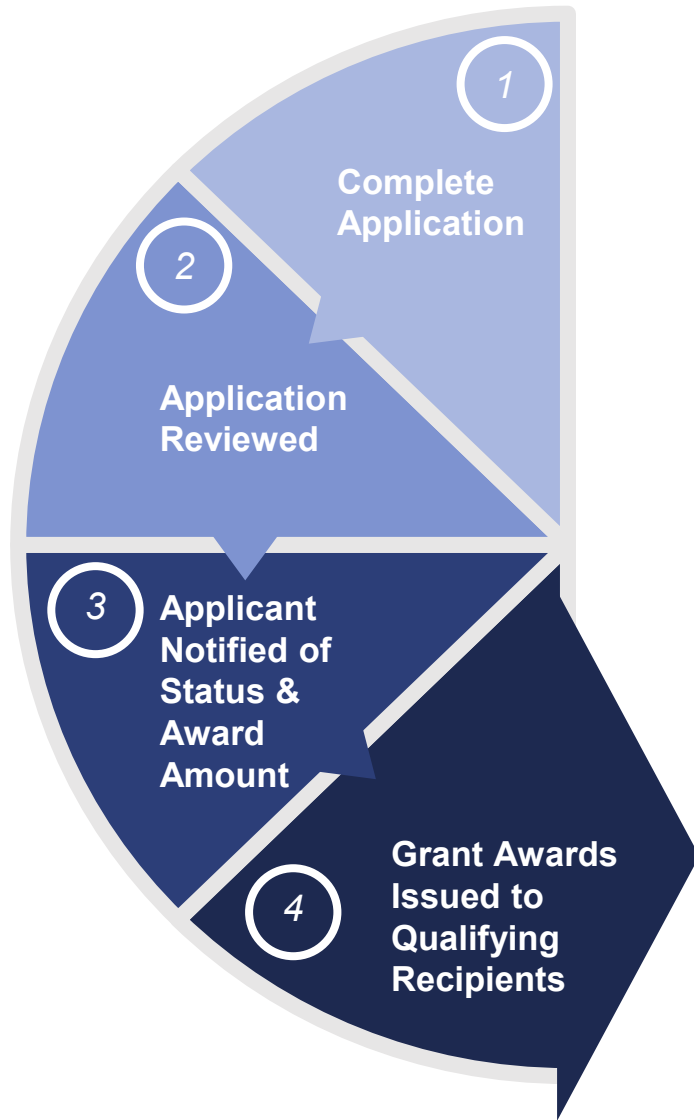 1
Complete
Application
2
Application
Reviewed
3
Applicant
Notified of
Status &
Award
Amount
4
Grant Awards
Issued to
Qualifying
Recipients